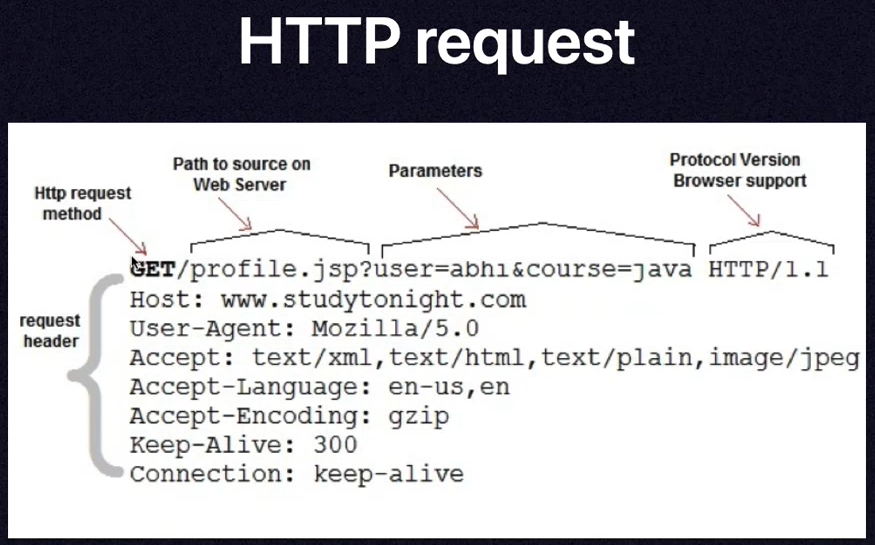 HTTP request
Path to source on
Web Server
Parameters
Protocol Version
Browser support
Http request
method
GET/profile.jsp?user=abhi&course=java HTTP/1.1
Host: www.studytonight.com
User-Agent: Mozilla/5.0
request
header
Accept: text/xml,text/html,text/plain,image/jpeg
Accept-Language: en-us,en
Accept-Encoding: gzip
Keep-Alive: 300
Connection: keep-alive